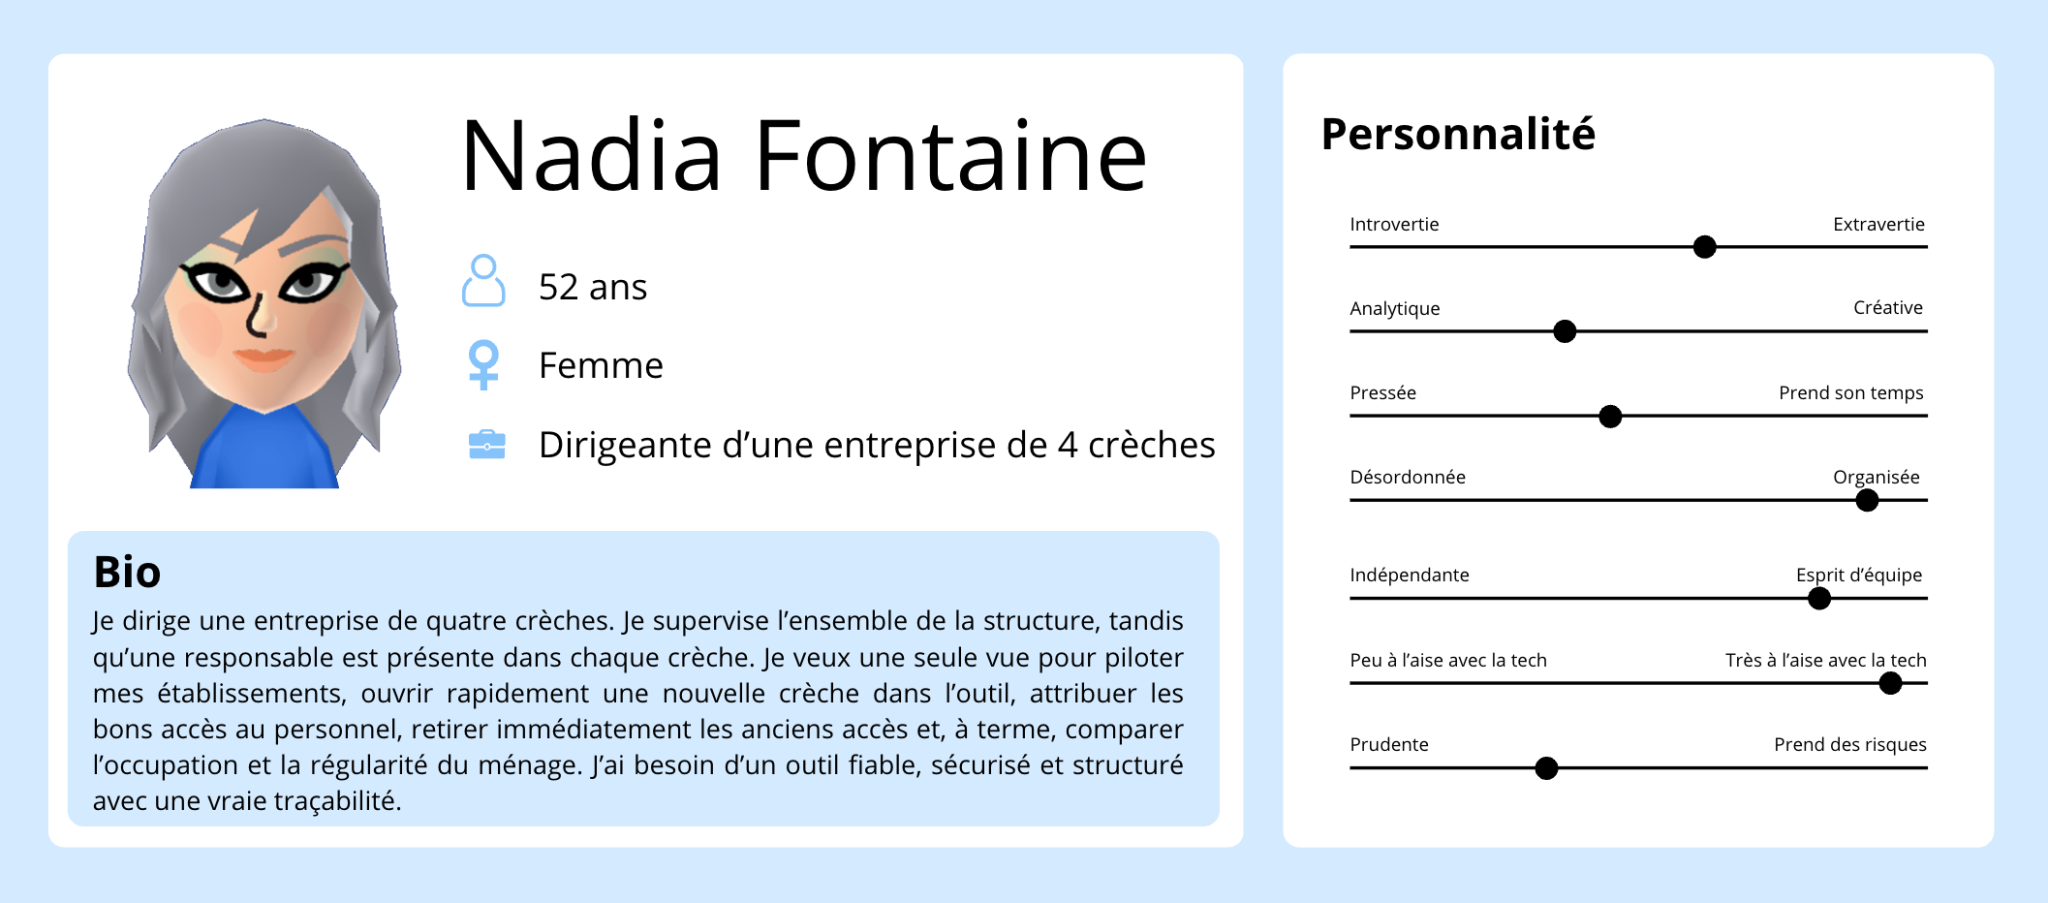 Nadia Fontaine
52 ans
Femme
Dirigeante d’une entreprise de 4 crèches
Bio
Je dirige une entreprise de quatre crèches. Je supervise l’ensemble de la structure, tandis
qu’une responsable est présente dans chaque crèche. Je veux une seule vue pour piloter
mes établissements, ouvrir rapidement une nouvelle crèche dans l’outil, attribuer les
bons accès au personnel, retirer immédiatement les anciens accès et, à terme, comparer
l’occupation et la régularité du ménage. J’ai besoin d’un outil fiable, sécurisé et structuré
avec une vraie traçabilité.
Personnalité
Introvertie Extravertie
Analytique Créative
Pressée Prend son temps
Désordonnée Organisée
Indépendante Esprit d’équipe
Peu à l’aise avec la tech Très à l’aise avec la tech
Prudente Prend des risques